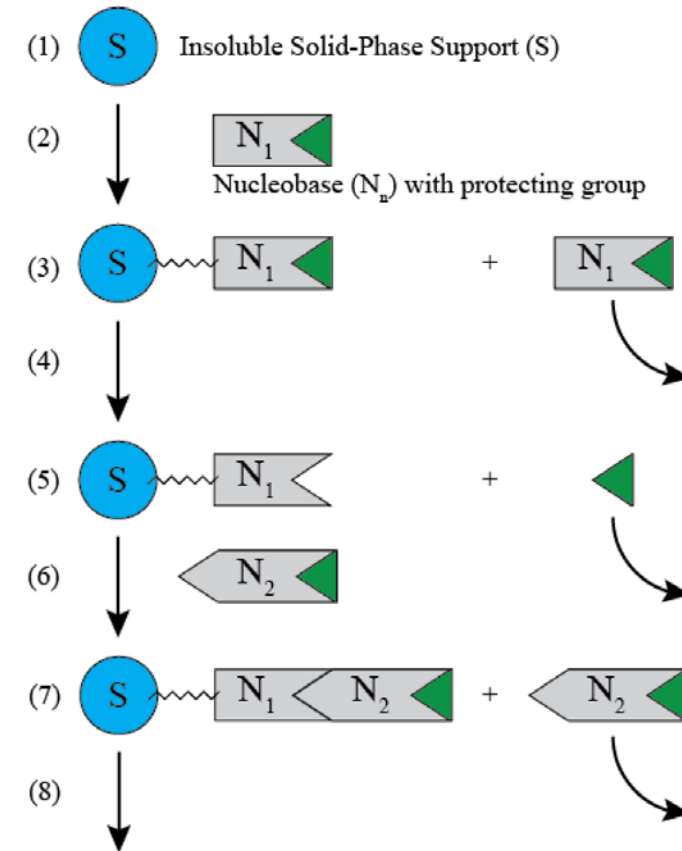 (1) S Insoluble Solid-Phase Support (S)
(2) N₁
Nucleobase (Nₙ) with protecting group
(3) S N₁ + N₁
(4)
(5) S N₁ +
(6) N₂
(7) S N₁ N₂ + N₂
(8)